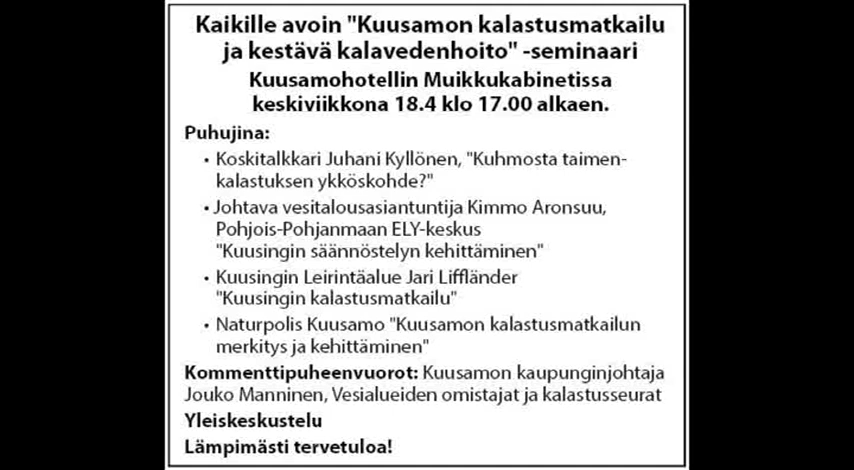 Kaikille avoin "Kuusamon kalastusmatkailu
ja kestävä kalavedenhoito" -seminaari
Kuusamohotellin Muikkukabinetissa
keskiviikkona 18.4 klo 17.00 alkaen.
Puhujina:
• Koskitalkkari Juhani Kyllönen, "Kuhmosta taimen-
kalastuksen ykköskohde?"
• Johtava vesitalousasiantuntija Kimmo Aronsuu,
Pohjois-Pohjanmaan ELY-keskus
"Kuusingin säännöstelyn kehittäminen"
• Kuusingin Leirintäalue Jari Liffländer
"Kuusingin kalastusmatkailu"
• Naturpolis Kuusamo "Kuusamon kalastusmatkailun
merkitys ja kehittäminen"
Kommenttipuheenvuorot: Kuusamon kaupunginjohtaja
Jouko Manninen, Vesialueiden omistajat ja kalastusseurat
Yleiskeskustelu
Lämpimästi tervetuloa!